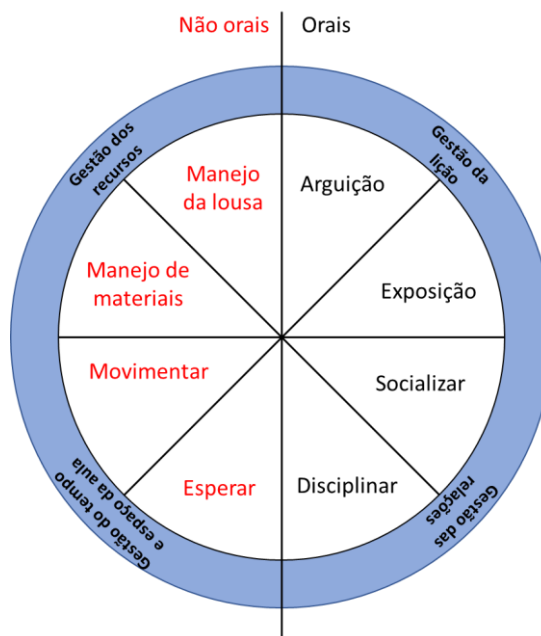 Não orais
Orais
Gestão dos
recursos
Gestão da
lição
Manejo
da lousa
Arguição
Manejo de
materiais
Exposição
Movimentar
Socializar
Esperar
Disciplinar
Gestão do tempo
e espaço da aula
Gestão das
relações